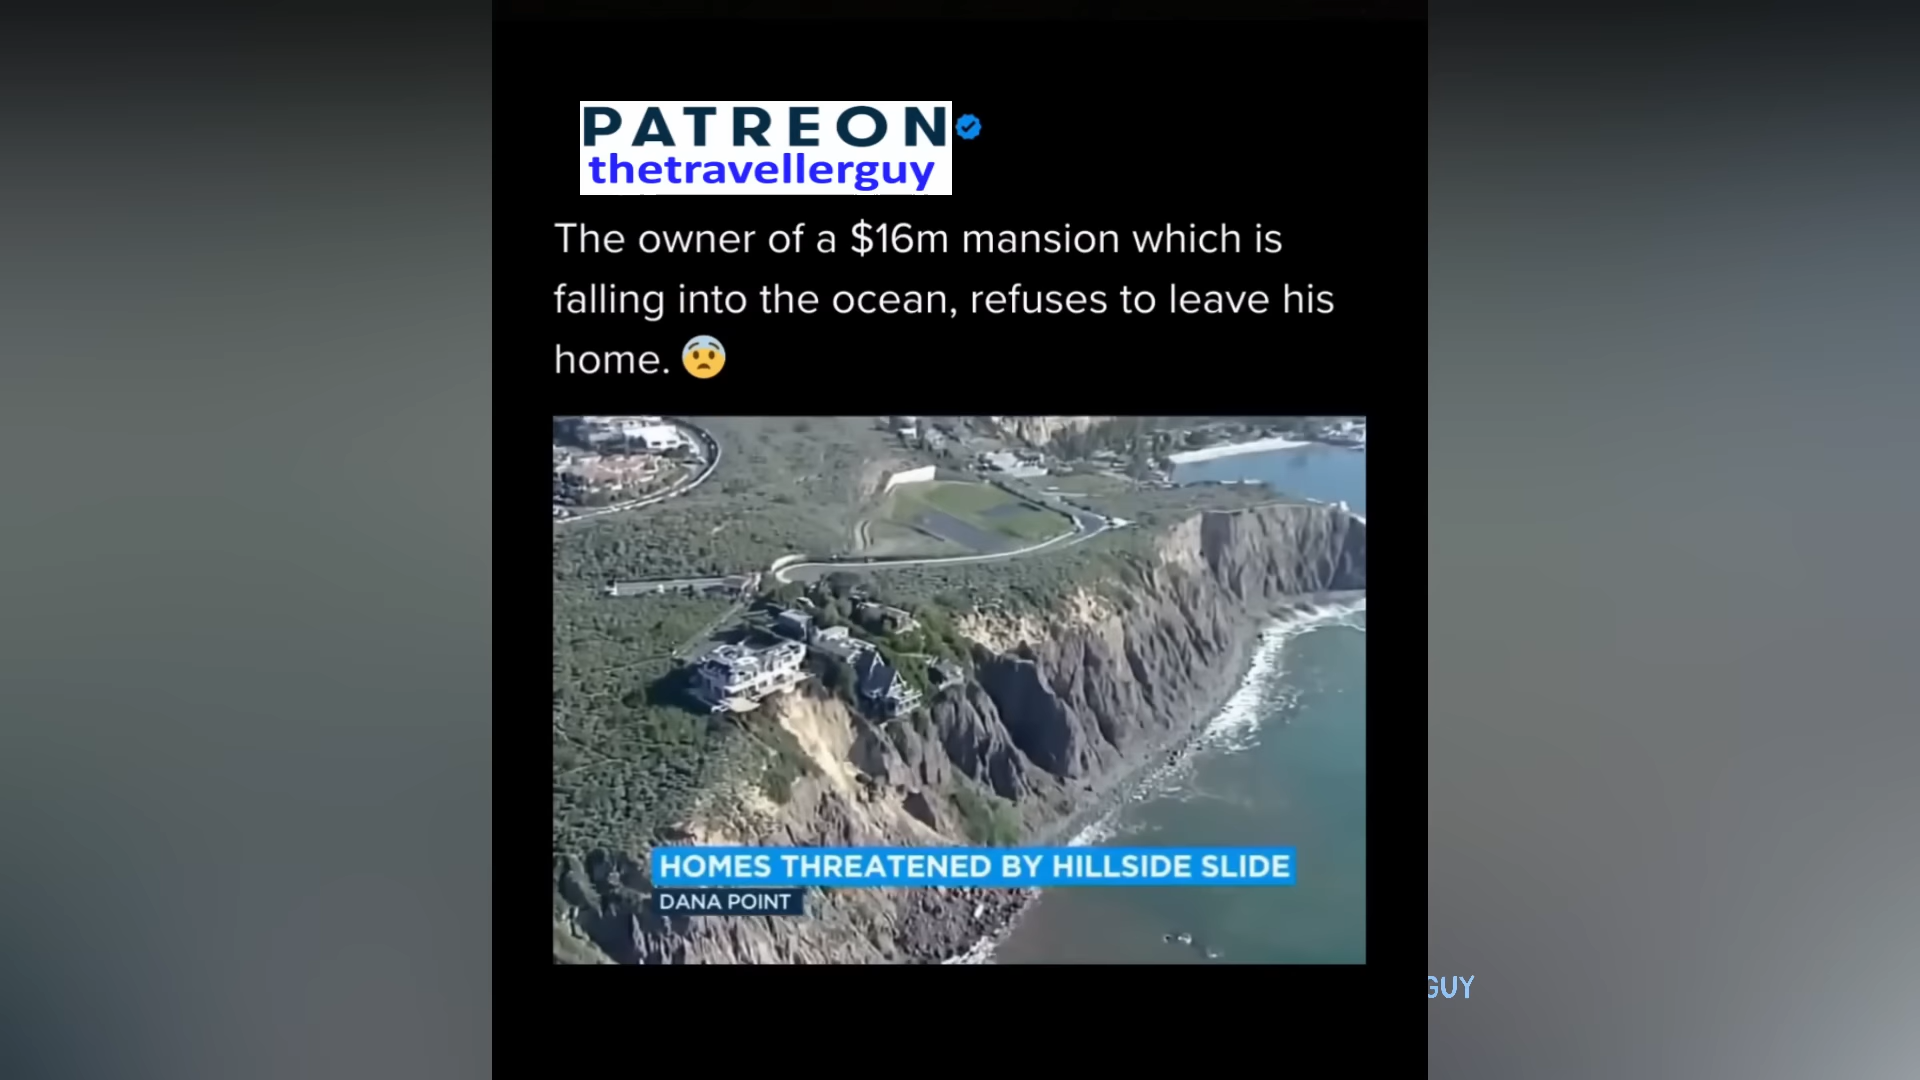 PATREON
thetravellerguy
The owner of a $16m mansion which is
falling into the ocean, refuses to leave his
home. 😨
HOMES THREATENED BY HILLSIDE SLIDE
DANA POINT
GUY